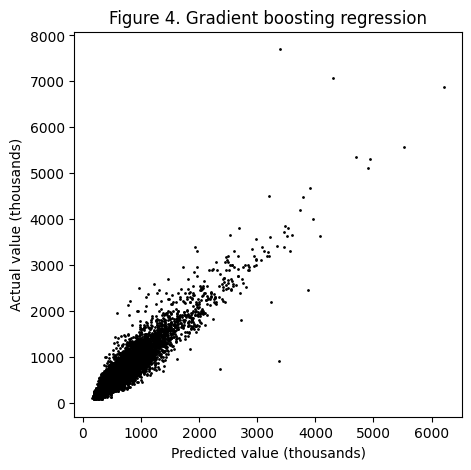 Figure 4. Gradient boosting regression
8000
7000
6000
5000
4000
3000
2000
1000
0
Actual value (thousands)
0 1000 2000 3000 4000 5000 6000
Predicted value (thousands)